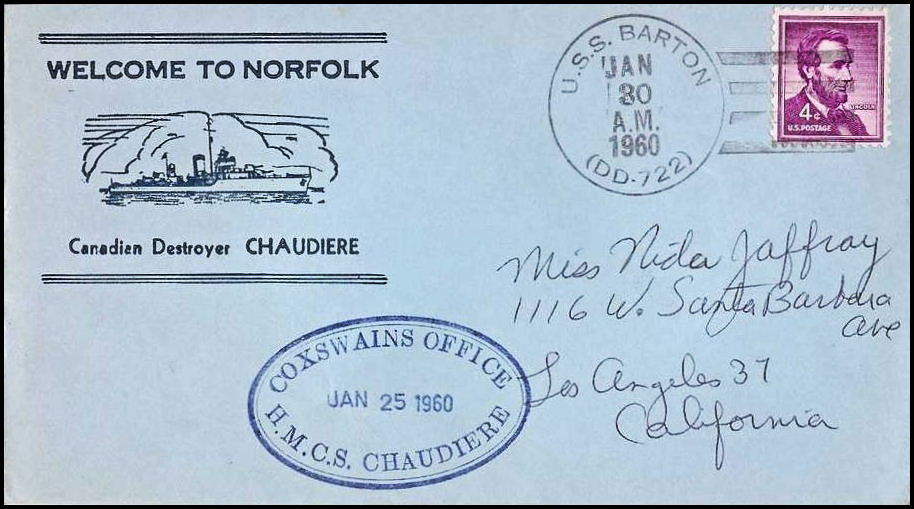 WELCOME TO NORFOLK
Canadien Destroyer CHAUDIERE
U.S.S. BARTON
JAN
30
A.M.
1960
(DD-722)
LINCOLN
4¢
U.S. POSTAGE
Miss Nida Jaffray
1116 W. Santa Barbara
Ave
Los Angeles 37
California
COXSWAINS OFFICE
JAN 25 1960
H.M.C.S. CHAUDIERE